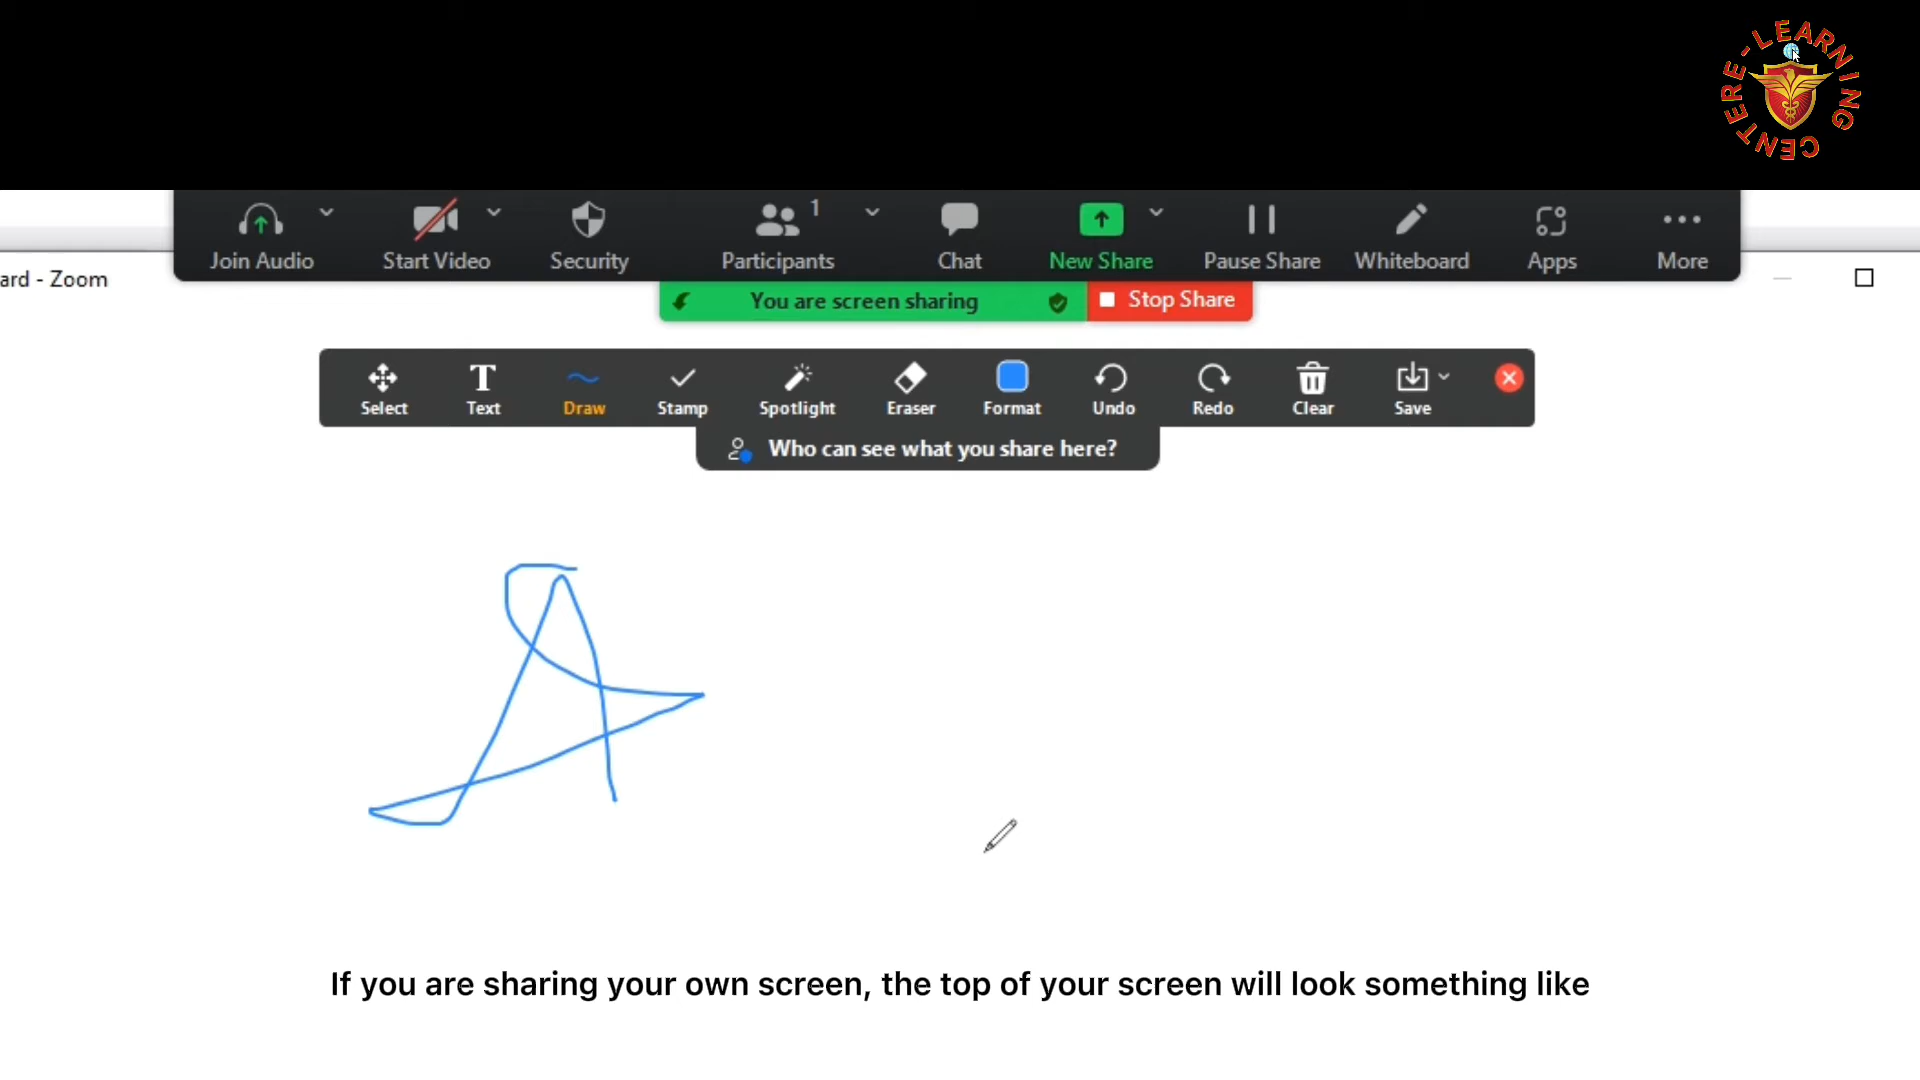 E-LEARNING CENTER
1
Join Audio Start Video Security Participants Chat New Share Pause Share Whiteboard Apps More
ard - Zoom
You are screen sharing Stop Share
T
Select Text Draw Stamp Spotlight Eraser Format Undo Redo Clear Save
Who can see what you share here?
A
If you are sharing your own screen, the top of your screen will look something like